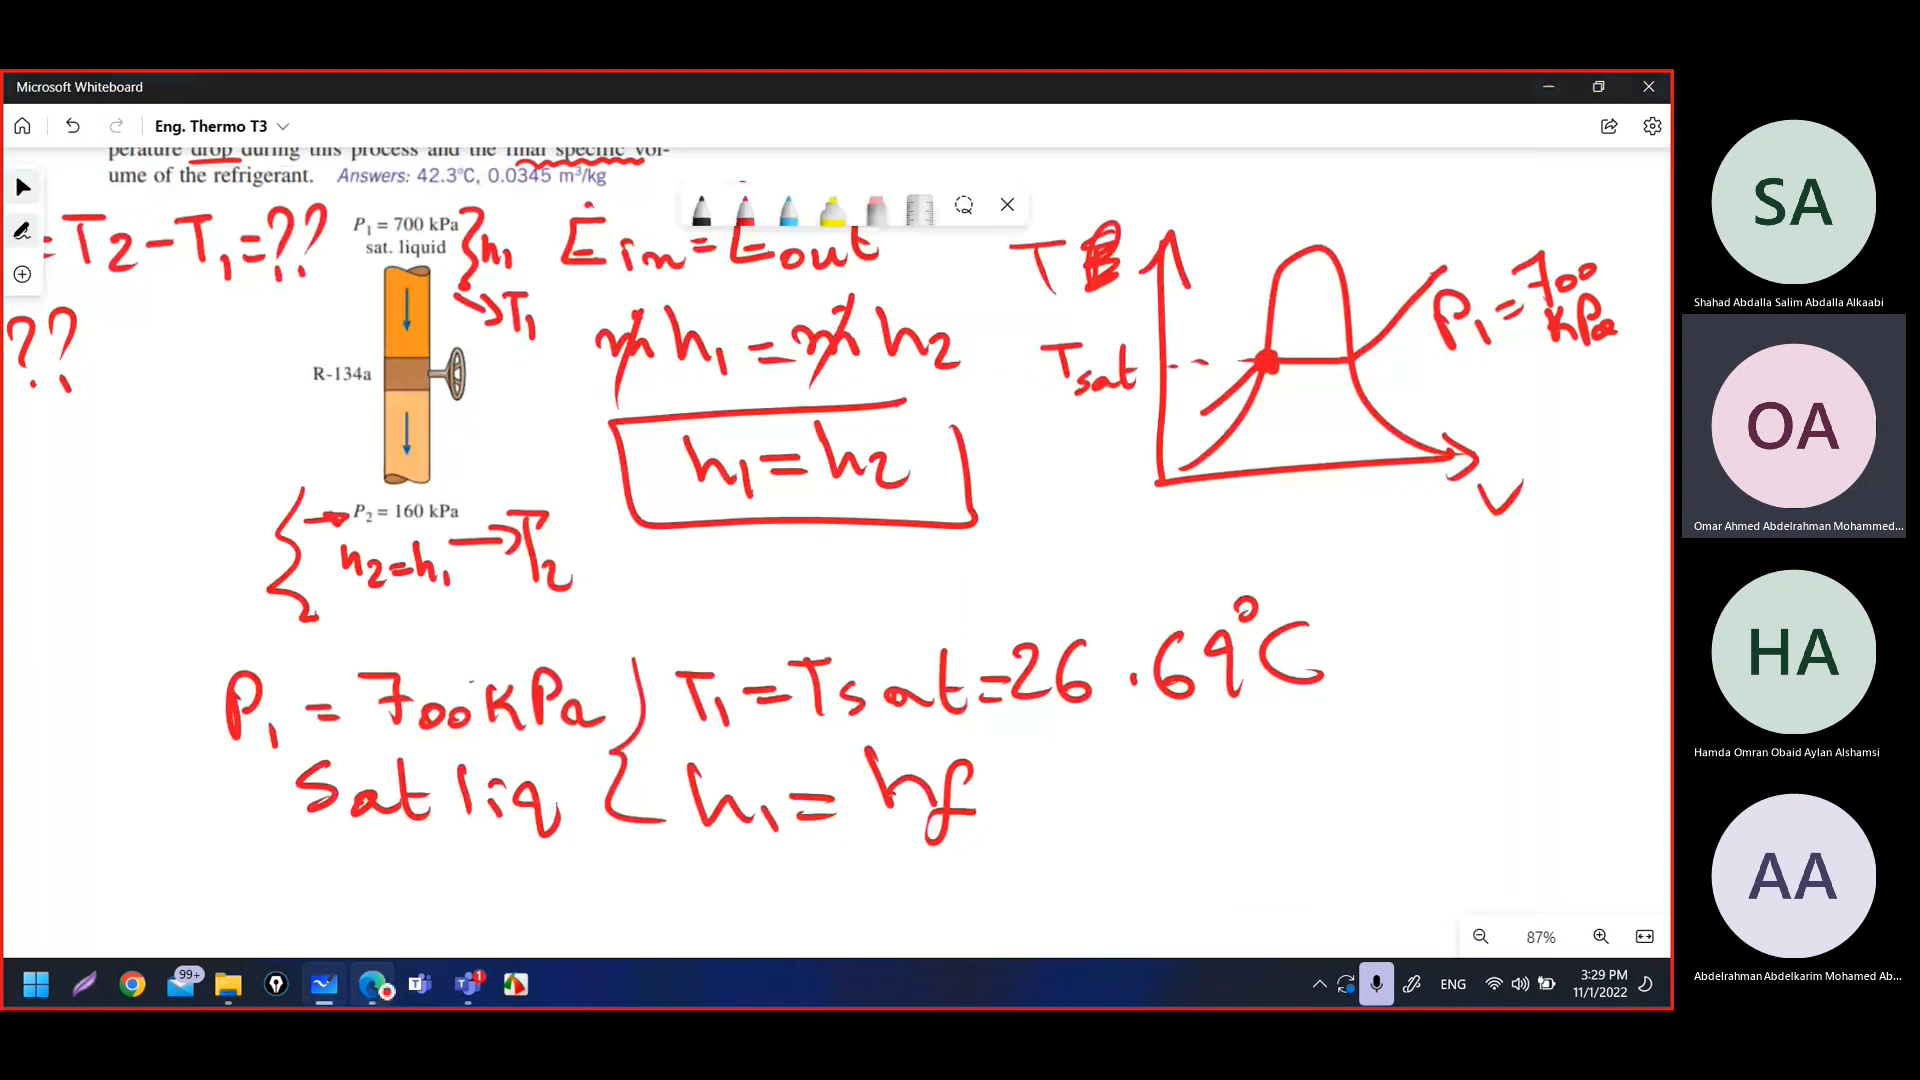 Microsoft Whiteboard
Eng. Thermo T3
perature drop during this process and the final specific vol-
ume of the refrigerant. Answers: 42.3°C, 0.0345 m³/kg
= T2 - T1 = ??
??
P1 = 700 kPa
sat. liquid
} h1
→ T1
R-134a
P2 = 160 kPa
h2 = h1 → T2
Ėin = Ėout
ṁ h1 = ṁ h2
h1 = h2
T
Tsat
P1 = 700 kPa
V
P1 = 700 kPa } T1 = Tsat = 26.69°C
Sat liq { h1 = hf
87%
SA
Shahad Abdalla Salim Abdalla Alkaabi
OA
Omar Ahmed Abdelrahman Mohammed...
HA
Hamda Omran Obaid Aylan Alshamsi
AA
Abdelrahman Abdelkarim Mohamed Ab...
99+
1
ENG
3:29 PM
11/1/2022